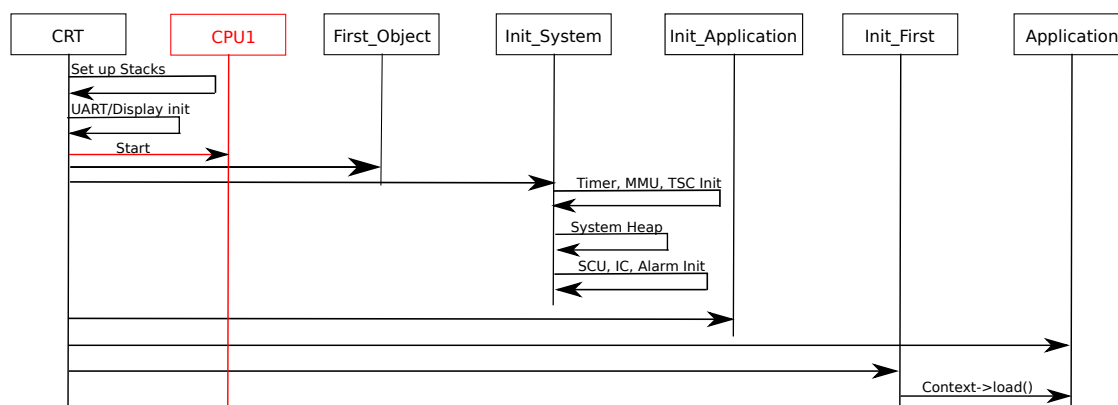 CRT
CPU1
First_Object
Init_System
Init_Application
Init_First
Application
Set up Stacks
UART/Display init
Start
Timer, MMU, TSC Init
System Heap
SCU, IC, Alarm Init
Context->load()